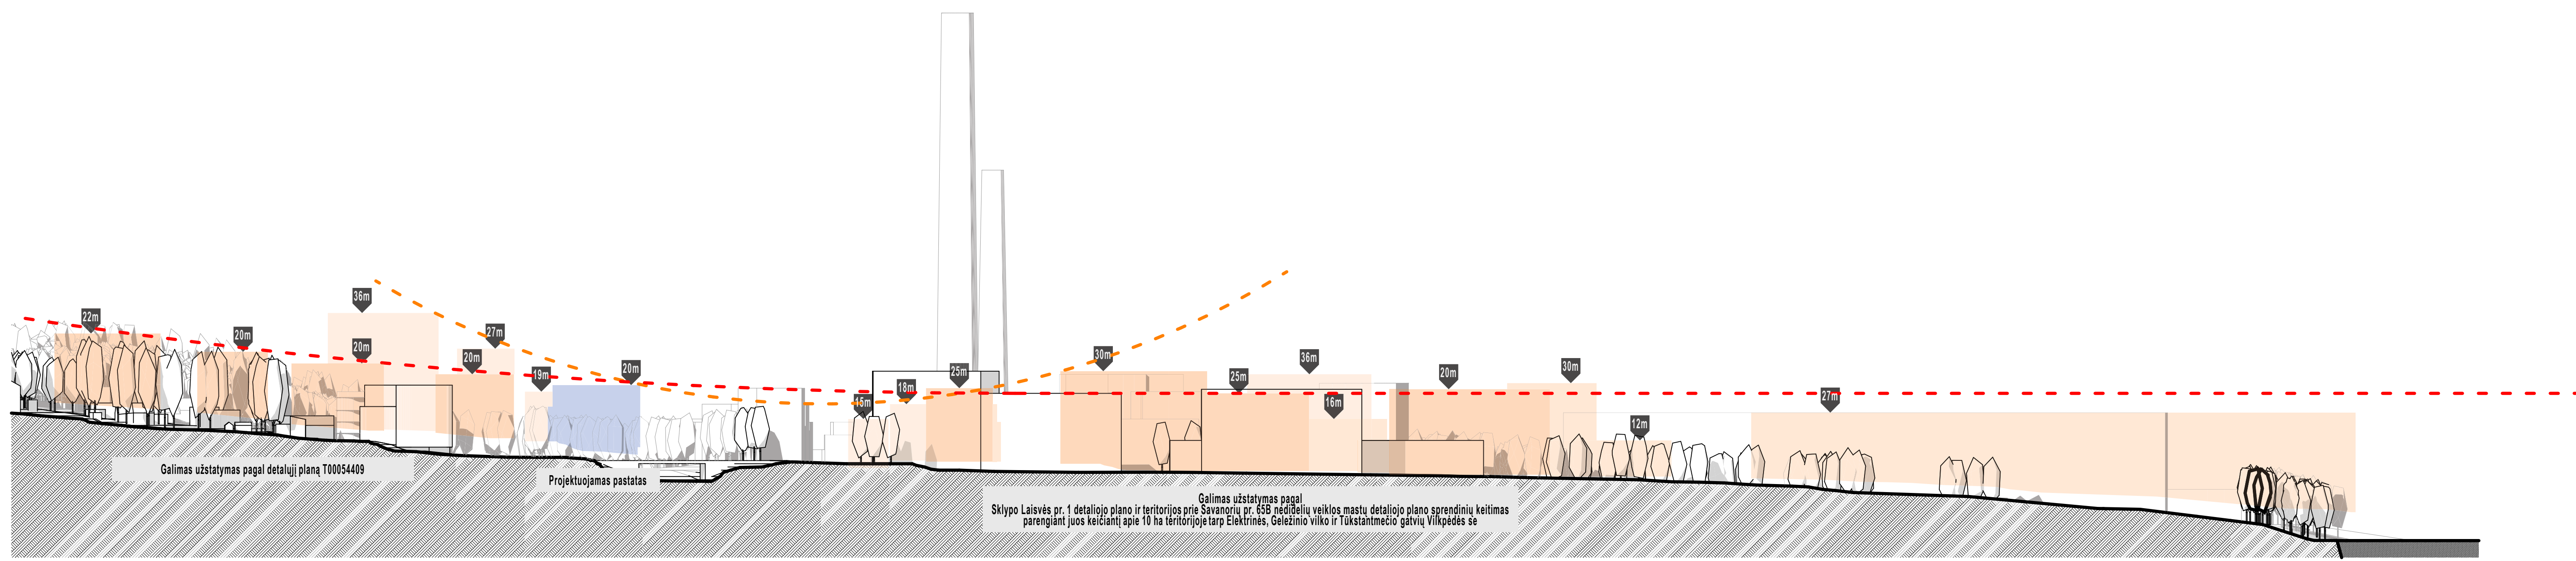 36m
22m
27m
20m
20m
20m
19m
20m
15m
18m
25m
30m
25m
36m
16m
20m
30m
12m
27m
Galimas užstatymas pagal detalųjį planą T00054409
Projektuojamas pastatas
Galimas užstatymas pagal
Sklypo Laisvės pr. 1 detaliojo plano ir teritorijos prie Savanorių pr. 65B nedidelių veiklos mastų detaliojo plano sprendinių keitimas
parengiant juos keičiantį apie 10 ha teritorijoje tarp Elektrinės, Geležinio vilko ir Tūkstantmečio gatvių Vilkpėdės se